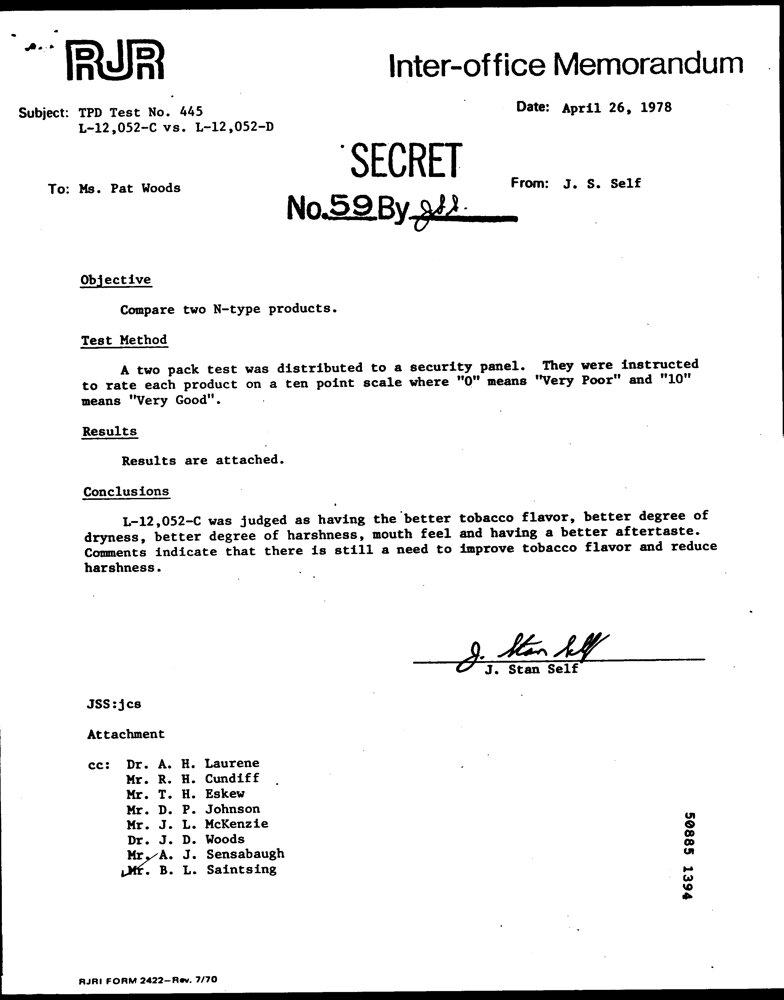 RJR
Inter-office Memorandum
Subject: TPD Test No. 445
L-12,052-C vs. L-12,052-D
Date: April 26, 1978
SECRET
To: Ms. Pat Woods
From: J. S. Self
No. 59 By jss.
Objective
Compare two N-type products.
Test Method
A two pack test was distributed to a security panel. They were instructed
to rate each product on a ten point scale where "0" means "Very Poor" and "10"
means "Very Good".
Results
Results are attached.
Conclusions
L-12,052-C was judged as having the better tobacco flavor, better degree of
dryness, better degree of harshness, mouth feel and having a better aftertaste.
Comments indicate that there is still a need to improve tobacco flavor and reduce
harshness.
J. Stan Self
J. Stan Self
JSS:jcs
Attachment
cc: Dr. A. H. Laurene
Mr. R. H. Cundiff
Mr. T. H. Eskew
Mr. D. P. Johnson
Mr. J. L. McKenzie
Dr. J. D. Woods
Mr. A. J. Sensabaugh
Mr. B. L. Saintsing
50885 1394
RJRI FORM 2422-Rev. 7/70